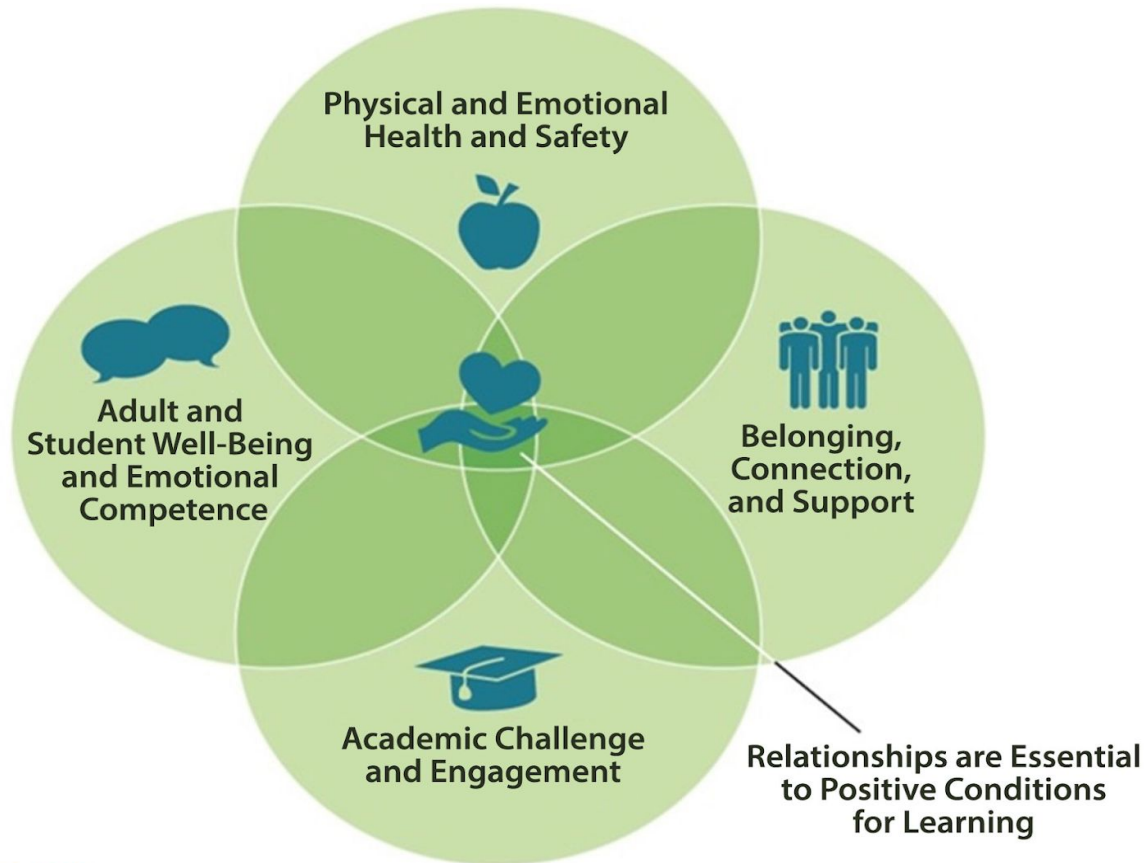 Physical and Emotional
Health and Safety
Adult and
Student Well-Being
and Emotional
Competence
Belonging,
Connection,
and Support
Academic Challenge
and Engagement
Relationships are Essential
to Positive Conditions
for Learning